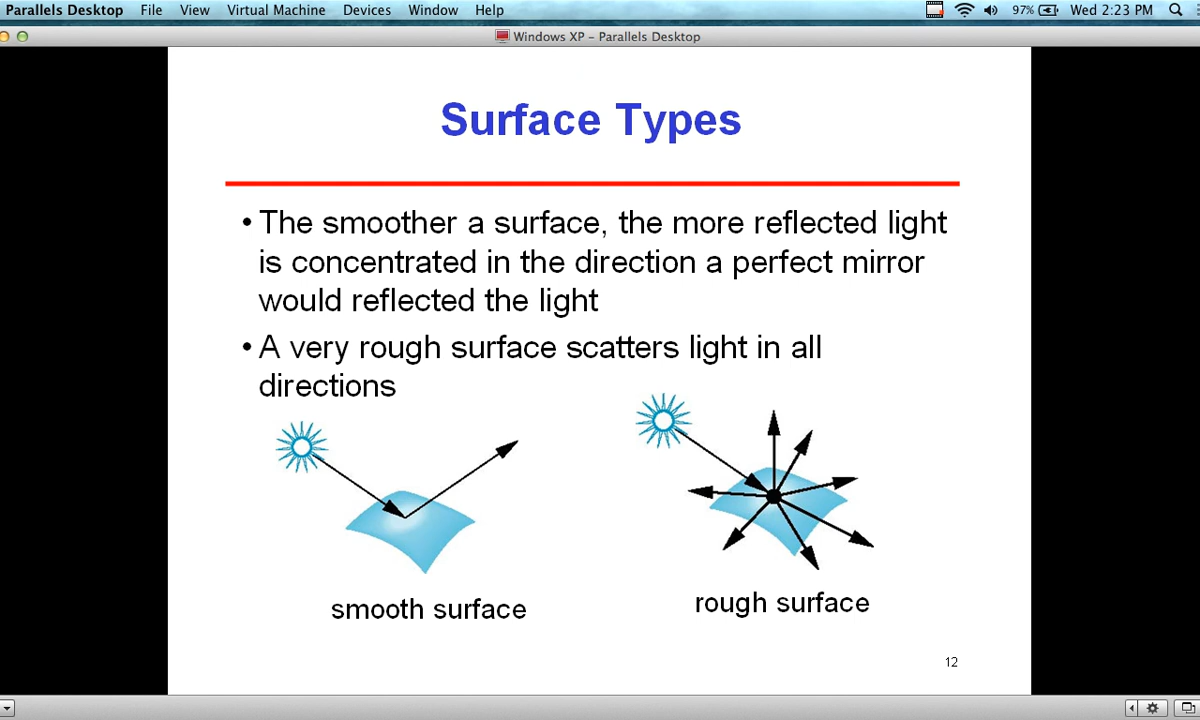 Parallels Desktop File View Virtual Machine Devices Window Help 97% Wed 2:23 PM
Windows XP – Parallels Desktop
Surface Types
• The smoother a surface, the more reflected light
is concentrated in the direction a perfect mirror
would reflected the light
• A very rough surface scatters light in all
directions
smooth surface
rough surface
12